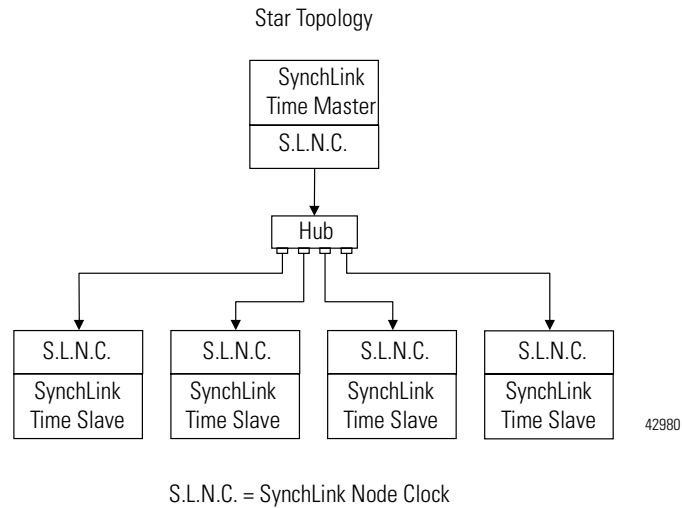 Star Topology
SynchLink
Time Master
S.L.N.C.
Hub
S.L.N.C.
SynchLink
Time Slave
S.L.N.C.
SynchLink
Time Slave
S.L.N.C.
SynchLink
Time Slave
S.L.N.C.
SynchLink
Time Slave
42980
S.L.N.C. = SynchLink Node Clock